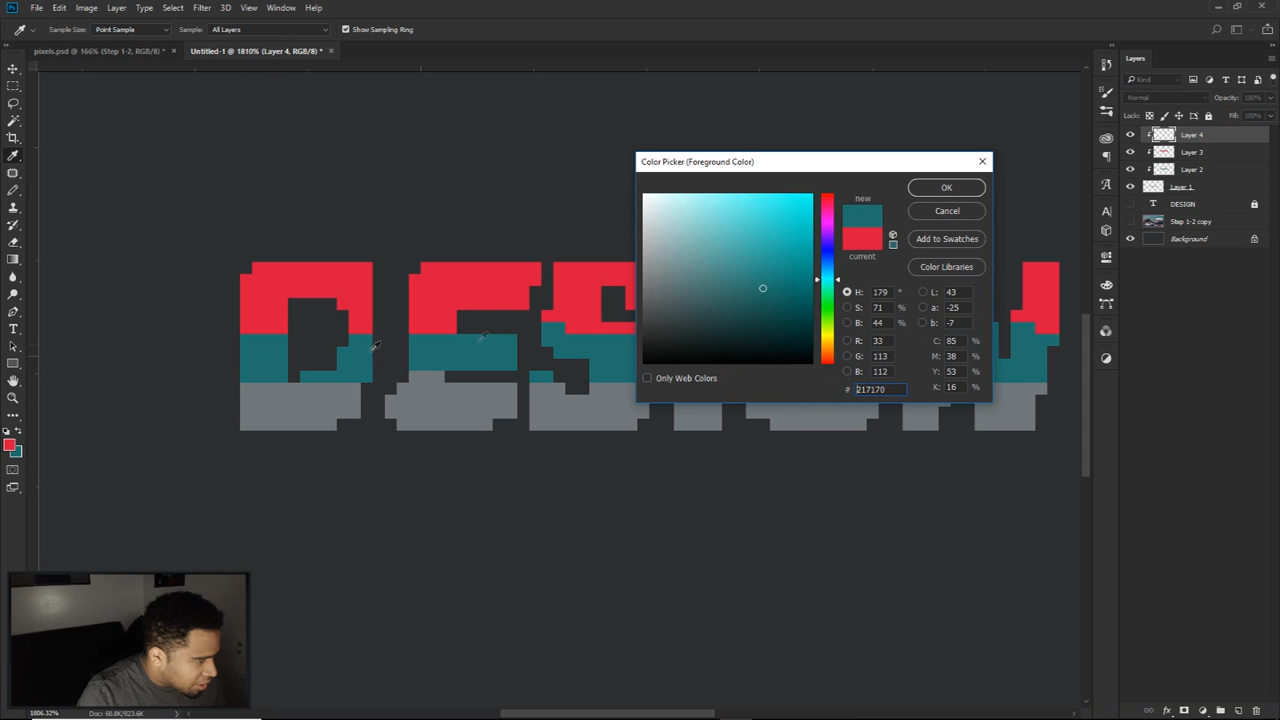 Ps File Edit Image Layer Type Select Filter 3D View Window Help
Sample Size: Point Sample Sample: All Layers Show Sampling Ring
pixels.psd @ 166% (Step 1-2, RGB/8) * × Untitled-1 @ 1810% (Layer 4, RGB/8) * ×
Layers
Kind
Normal Opacity: 100%
Lock: Fill: 100%
Layer 4
Layer 3
Layer 2
Layer 1
T DESIGN
Step 1-2 copy
Background
Color Picker (Foreground Color)
new
current
OK
Cancel
Add to Swatches
Color Libraries
H: 179 °
S: 71 %
B: 44 %
R: 33
G: 113
B: 112
L: 43
a: -25
b: -7
C: 85 %
M: 38 %
Y: 53 %
K: 16 %
# 217170
Only Web Colors
DESIGN
1806.32% Doc: 60.8K/823.6K